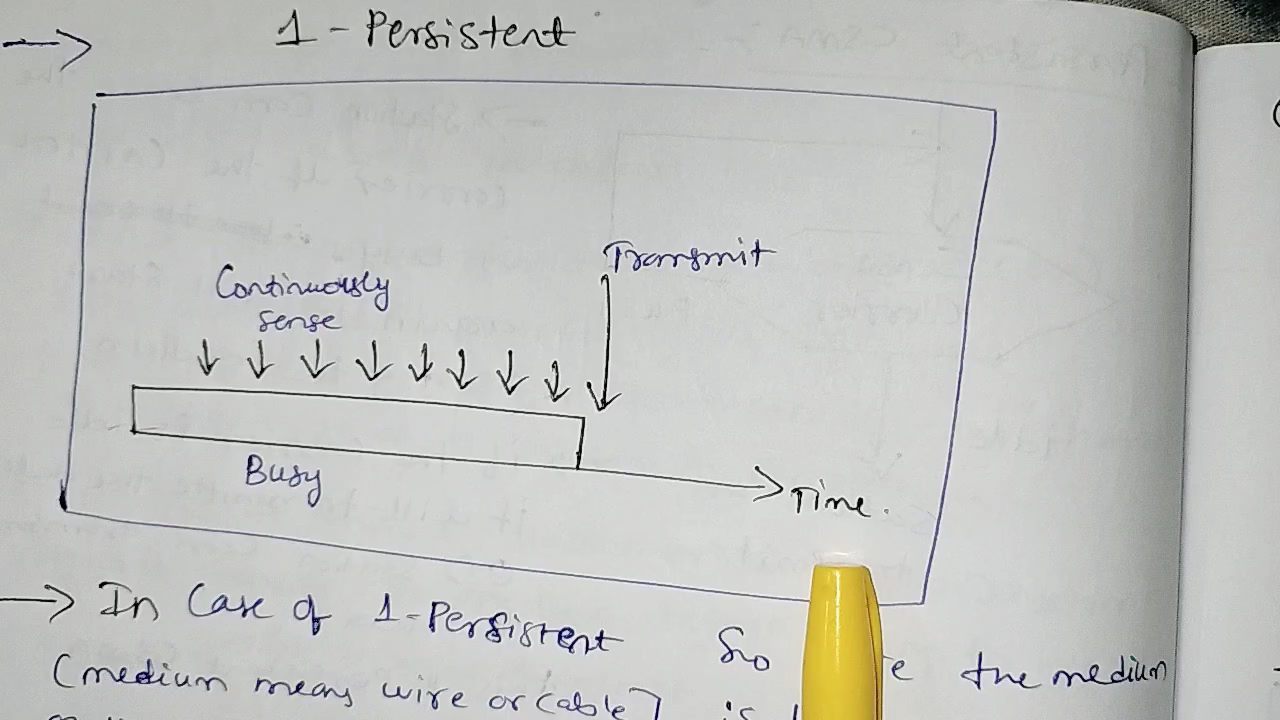 1-Persistent
Transmit
Continuously
sense
Busy
Time.
In Case of 1-Persistent So the medium
(medium means wire or cable) is